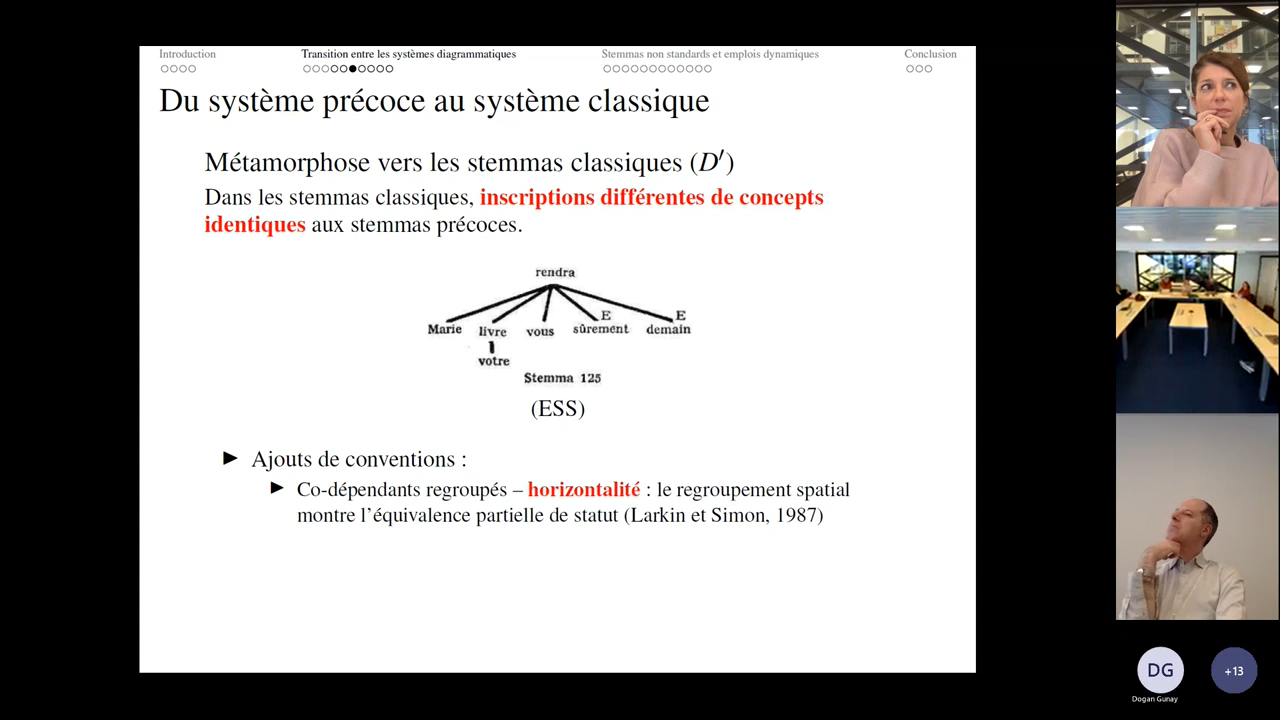 Introduction
Transition entre les systèmes diagrammatiques
Stemmas non standards et emplois dynamiques
Conclusion
Du système précoce au système classique
Métamorphose vers les stemmas classiques (D′)
Dans les stemmas classiques, inscriptions différentes de concepts
identiques aux stemmas précoces.
rendra
E E
Marie livre vous sûrement demain
votre
Stemma 125
(ESS)
► Ajouts de conventions :
► Co-dépendants regroupés – horizontalité : le regroupement spatial
montre l’équivalence partielle de statut (Larkin et Simon, 1987)
DG
Dogan Gunay
+13